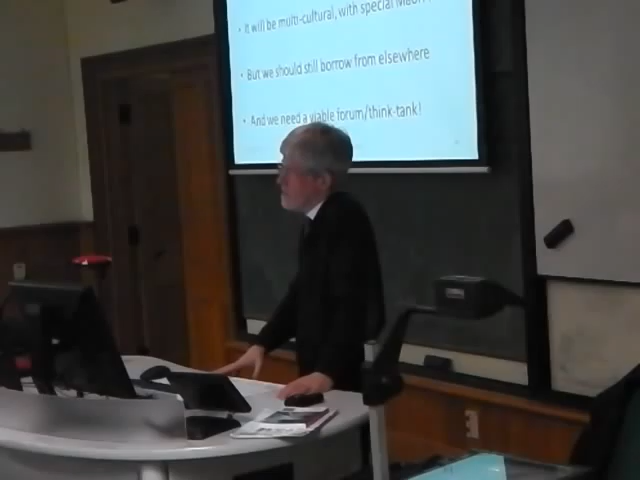 • It will be multi-cultural, with special
• But we should still borrow from elsewhere
• And we need a viable forum/think-tank!